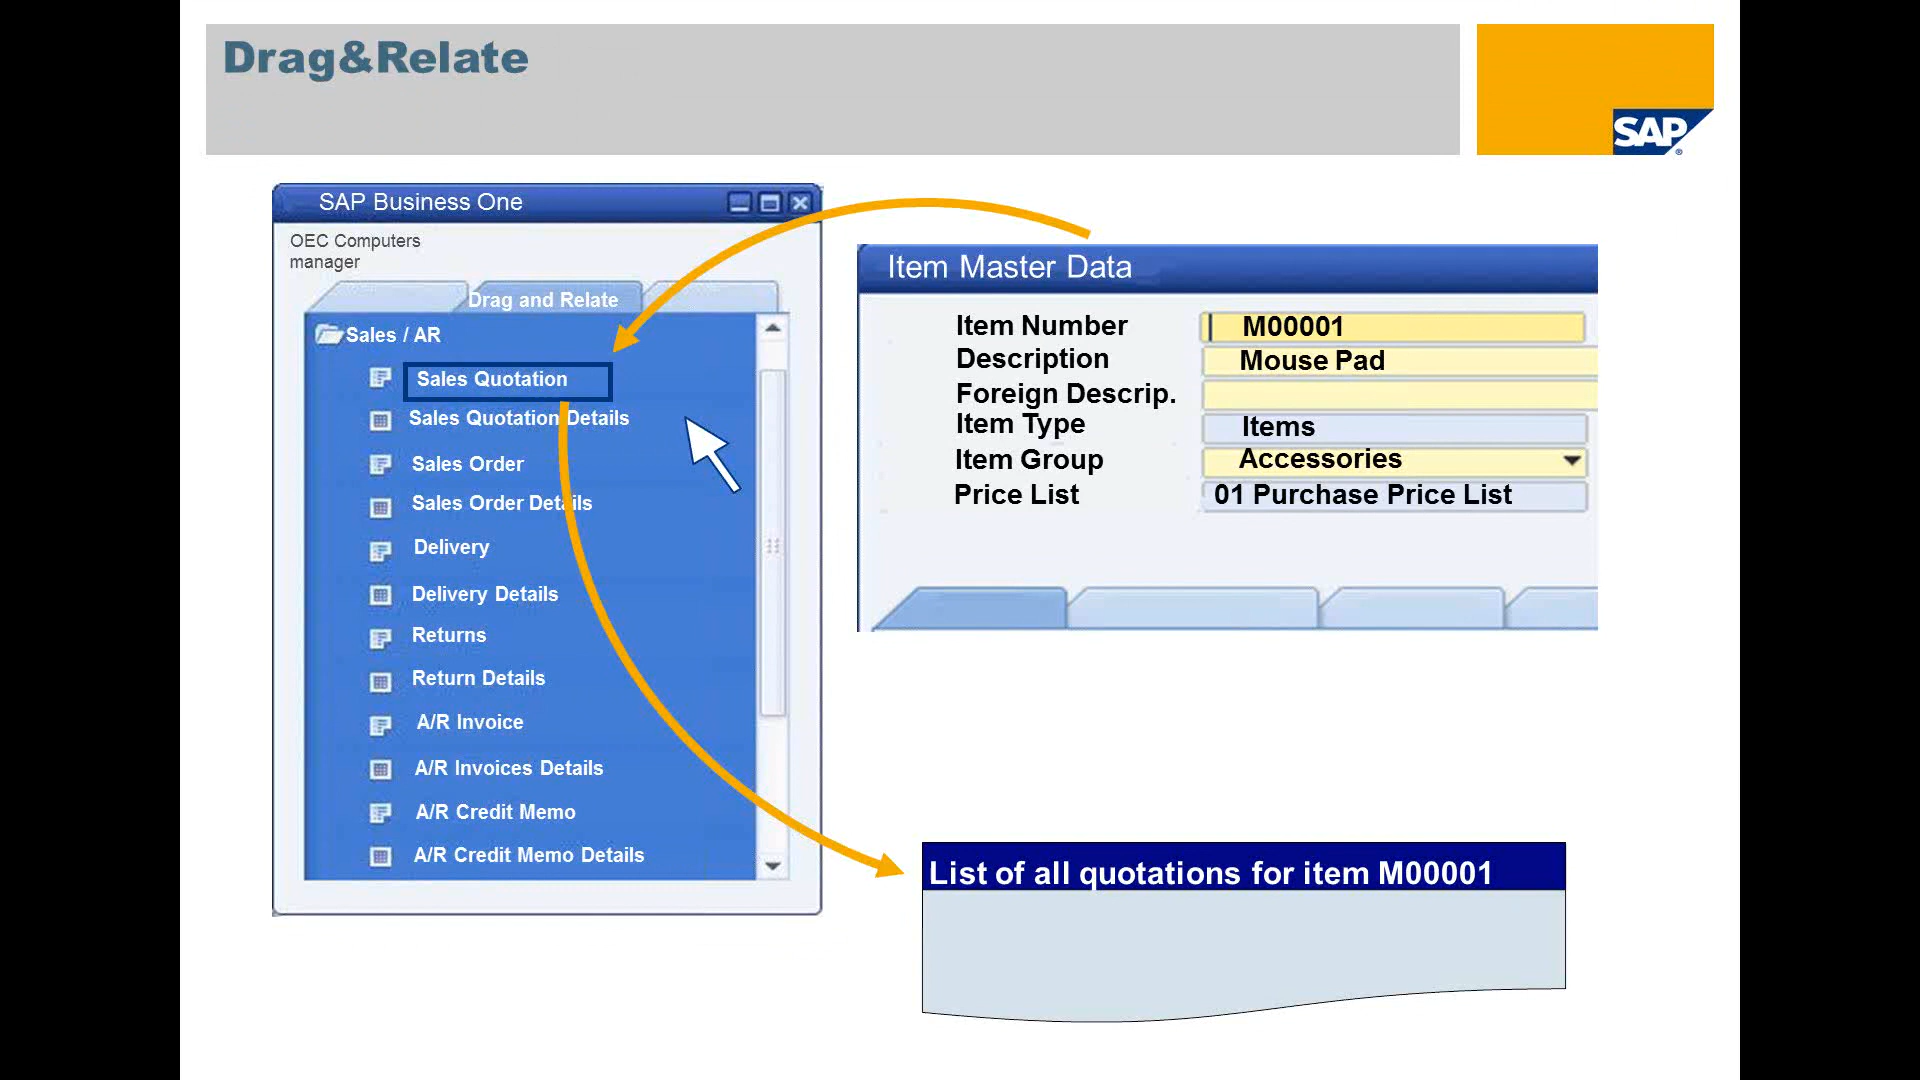 Drag&Relate
SAP
SAP Business One
OEC Computers
manager
Drag and Relate
Sales / AR
Sales Quotation
Sales Quotation Details
Sales Order
Sales Order Details
Delivery
Delivery Details
Returns
Return Details
A/R Invoice
A/R Invoices Details
A/R Credit Memo
A/R Credit Memo Details
Item Master Data
Item Number M00001
Description Mouse Pad
Foreign Descrip.
Item Type Items
Item Group Accessories
Price List 01 Purchase Price List
List of all quotations for item M00001